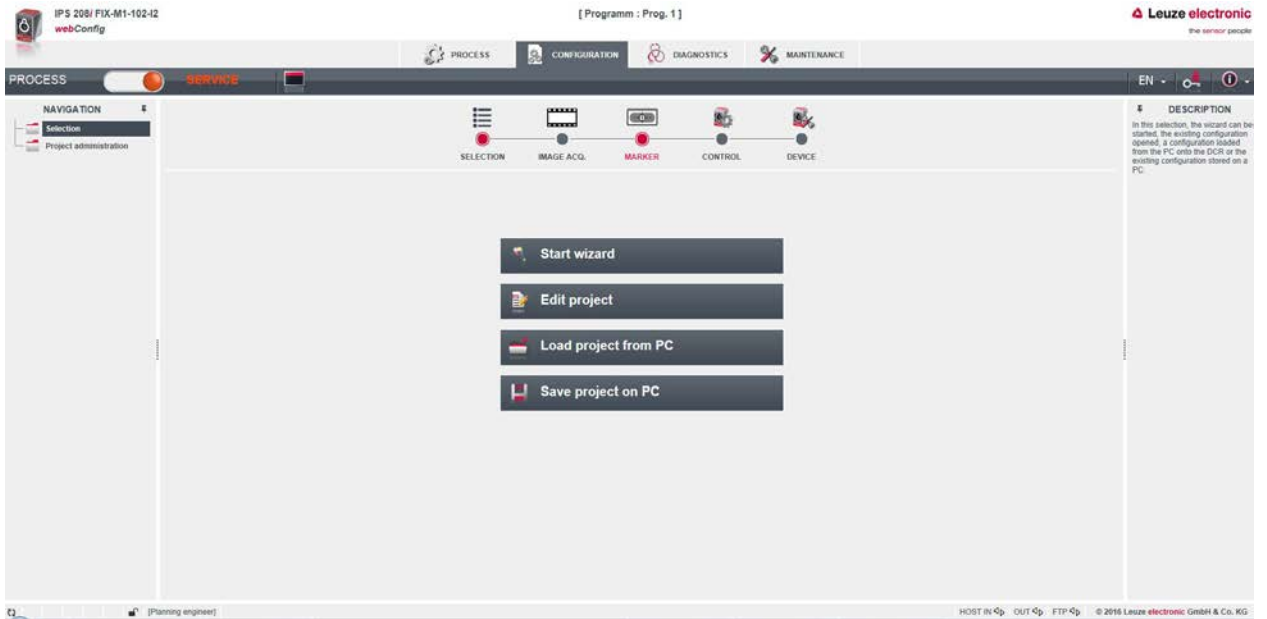 IPS 208i FIX-M1-102-I2
webConfig
[ Programm : Prog. 1 ]
Leuze electronic
the sensor people
PROCESS
CONFIGURATION
DIAGNOSTICS
MAINTENANCE
PROCESS
SERVICE
EN
NAVIGATION
Selection
Project administration
SELECTION
IMAGE ACQ.
MARKER
CONTROL
DEVICE
Start wizard
Edit project
Load project from PC
Save project on PC
DESCRIPTION
In this selection, the wizard can be
started, the existing configuration
opened, a configuration loaded
from the PC onto the DCR or the
existing configuration stored on a
PC.
[Planning engineer]
HOST IN OUT FTP © 2016 Leuze electronic GmbH & Co. KG